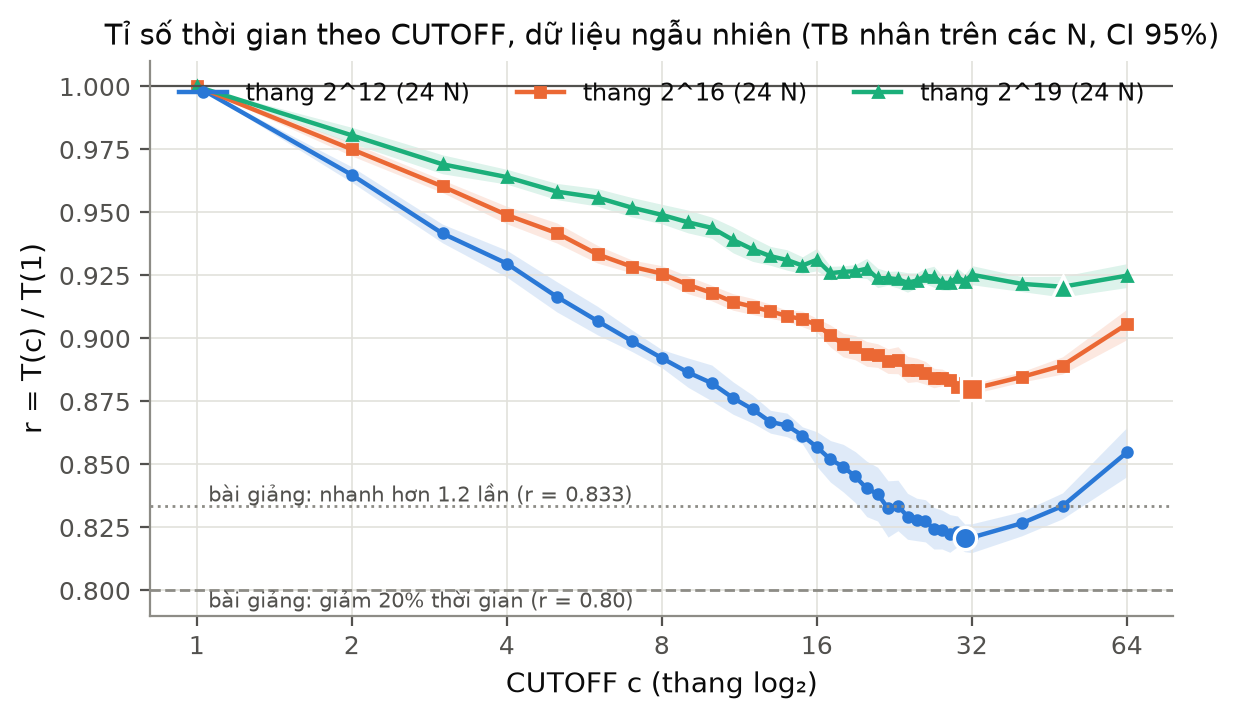 Tỉ số thời gian theo CUTOFF, dữ liệu ngẫu nhiên (TB nhân trên các N, CI 95%)
thang 2^12 (24 N) thang 2^16 (24 N) thang 2^19 (24 N)
r = T(c) / T(1)
1.000
0.975
0.950
0.925
0.900
0.875
0.850
0.825
0.800
bài giảng: nhanh hơn 1.2 lần (r = 0.833)
bài giảng: giảm 20% thời gian (r = 0.80)
1 2 4 8 16 32 64
CUTOFF c (thang log₂)